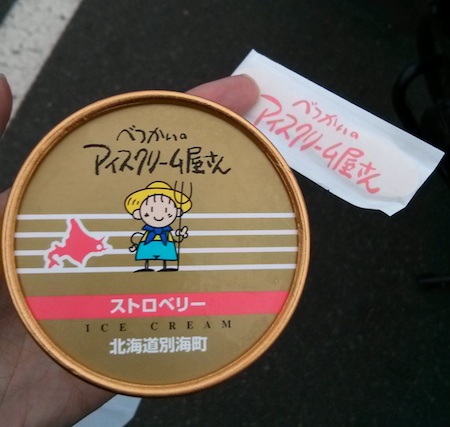 べつかいの
アイスクリーム屋さん
ストロベリー
ICE CREAM
北海道別海町
べつかいの
アイスクリーム屋さん